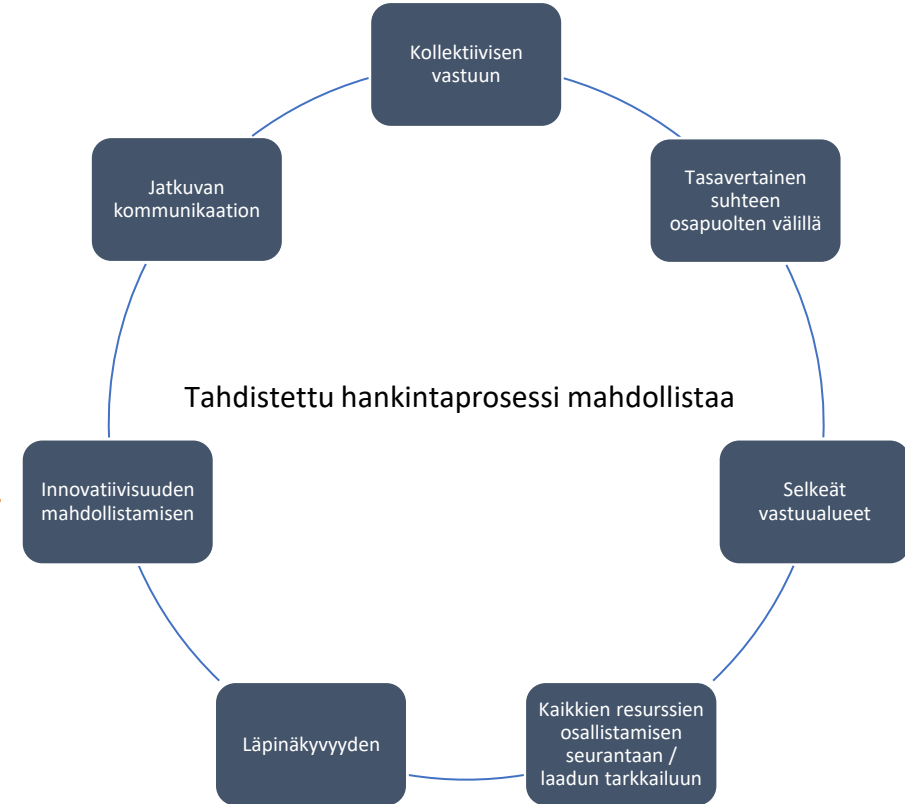 Kollektiivisen
vastuun
Tasavertainen
suhteen
osapuolten välillä
Selkeät
vastuualueet
Kaikkien resurssien
osallistamisen
seurantaan /
laadun tarkkailuun
Läpinäkyvyyden
Innovatiivisuuden
mahdollistamisen
Jatkuvan
kommunikaation
Tahdistettu hankintaprosessi mahdollistaa